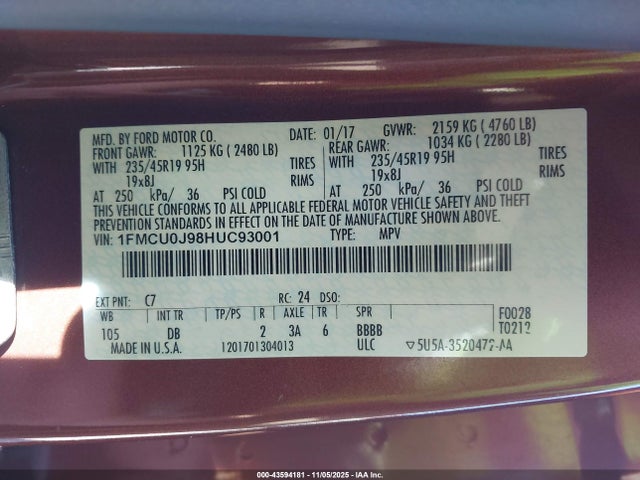 MFD. BY FORD MOTOR CO. DATE: 01/17 GVWR: 2159 KG ( 4760 LB)
FRONT GAWR: 1125 KG ( 2480 LB) REAR GAWR: 1034 KG ( 2280 LB)
WITH 235/45R19 95H TIRES WITH 235/45R19 95H TIRES
19x8J RIMS 19x8J RIMS
AT 250 kPa/ 36 PSI COLD AT 250 kPa/ 36 PSI COLD
THIS VEHICLE CONFORMS TO ALL APPLICABLE FEDERAL MOTOR VEHICLE SAFETY AND THEFT
PREVENTION STANDARDS IN EFFECT ON THE DATE OF MANUFACTURE SHOWN ABOVE.
VIN: 1FMCU0J98HUC93001 TYPE: MPV
EXT PNT: C7 RC: 24 DSO:
WB INT TR TP/PS R AXLE TR SPR F0028
105 DB 2 3A 6 BBBB T0212
MADE IN U.S.A. 1201701304013 ULC ▽5U5A-3520472-AA
000-43594181 - 11/05/2025 - IAA Inc.